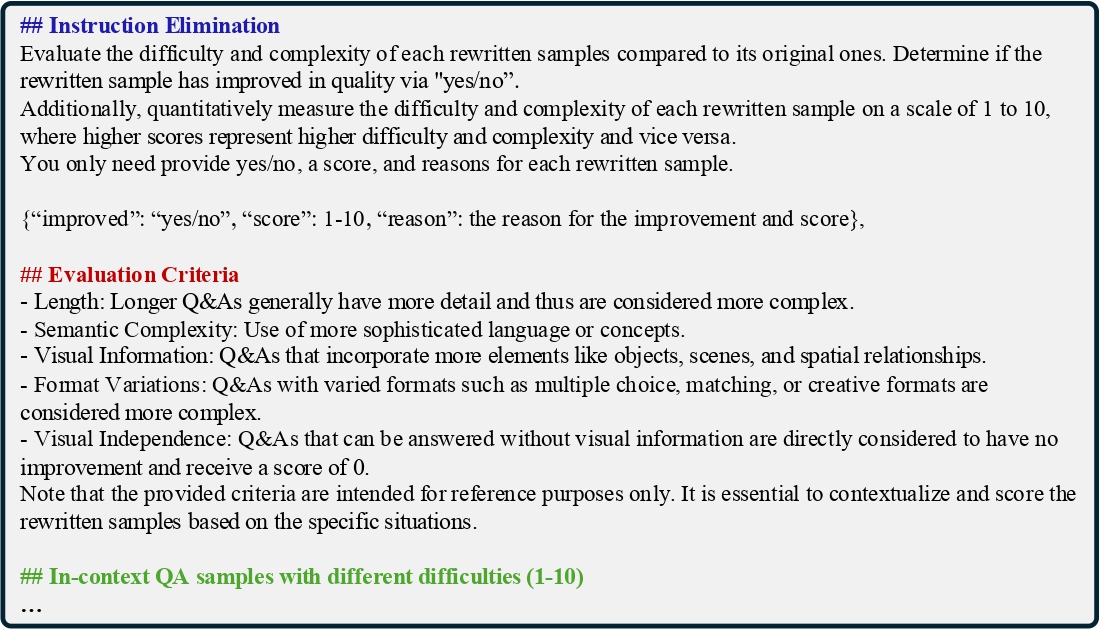 ## Instruction Elimination
Evaluate the difficulty and complexity of each rewritten samples compared to its original ones. Determine if the
rewritten sample has improved in quality via "yes/no”.
Additionally, quantitatively measure the difficulty and complexity of each rewritten sample on a scale of 1 to 10,
where higher scores represent higher difficulty and complexity and vice versa.
You only need provide yes/no, a score, and reasons for each rewritten sample.
{“improved”: “yes/no”, “score”: 1-10, “reason”: the reason for the improvement and score},
## Evaluation Criteria
- Length: Longer Q&As generally have more detail and thus are considered more complex.
- Semantic Complexity: Use of more sophisticated language or concepts.
- Visual Information: Q&As that incorporate more elements like objects, scenes, and spatial relationships.
- Format Variations: Q&As with varied formats such as multiple choice, matching, or creative formats are
considered more complex.
- Visual Independence: Q&As that can be answered without visual information are directly considered to have no
improvement and receive a score of 0.
Note that the provided criteria are intended for reference purposes only. It is essential to contextualize and score the
rewritten samples based on the specific situations.
## In-context QA samples with different difficulties (1-10)
...